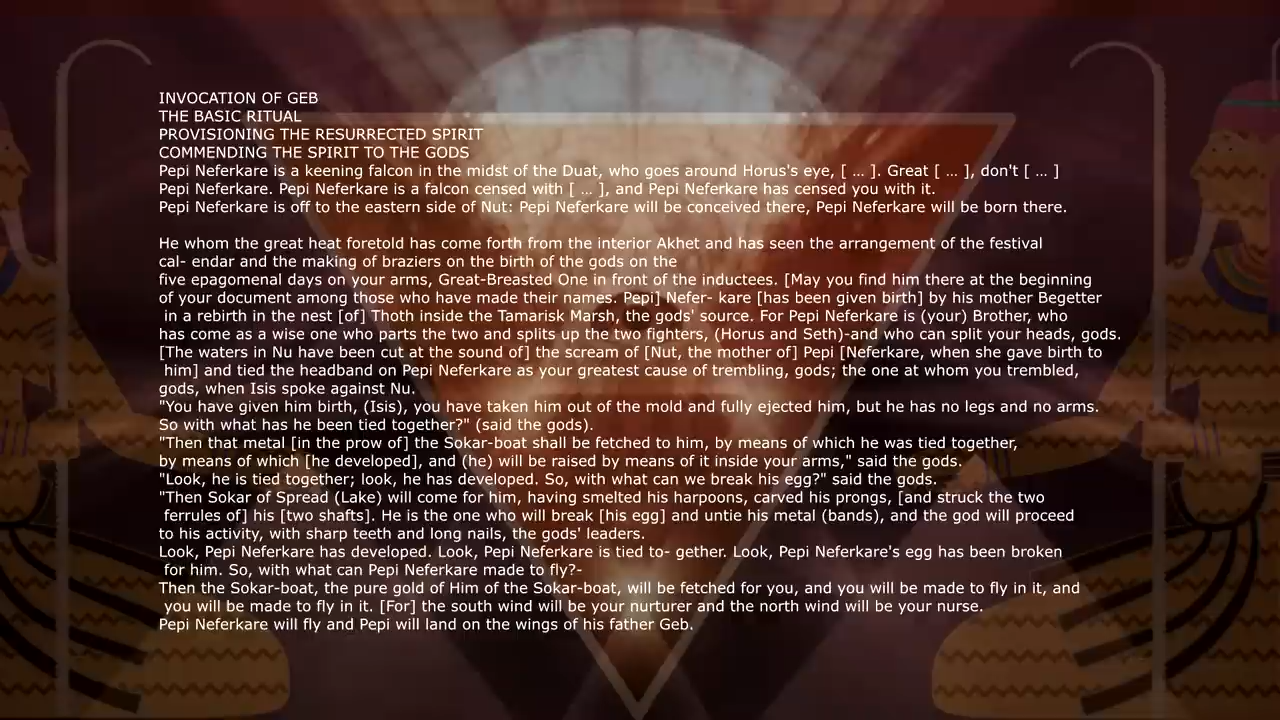 INVOCATION OF GEB
THE BASIC RITUAL
PROVISIONING THE RESURRECTED SPIRIT
COMMENDING THE SPIRIT TO THE GODS
Pepi Neferkare is a keening falcon in the midst of the Duat, who goes around Horus's eye, [ ... ]. Great [ ... ], don't [ ... ]
Pepi Neferkare. Pepi Neferkare is a falcon censed with [ ... ], and Pepi Neferkare has censed you with it.
Pepi Neferkare is off to the eastern side of Nut: Pepi Neferkare will be conceived there, Pepi Neferkare will be born there.
He whom the great heat foretold has come forth from the interior Akhet and has seen the arrangement of the festival
cal- endar and the making of braziers on the birth of the gods on the
five epagomenal days on your arms, Great-Breasted One in front of the inductees. [May you find him there at the beginning
of your document among those who have made their names. Pepi] Nefer- kare [has been given birth] by his mother Begetter
in a rebirth in the nest [of] Thoth inside the Tamarisk Marsh, the gods' source. For Pepi Neferkare is (your) Brother, who
has come as a wise one who parts the two and splits up the two fighters, (Horus and Seth)-and who can split your heads, gods.
[The waters in Nu have been cut at the sound of] the scream of [Nut, the mother of] Pepi [Neferkare, when she gave birth to
him] and tied the headband on Pepi Neferkare as your greatest cause of trembling, gods; the one at whom you trembled,
gods, when Isis spoke against Nu.
"You have given him birth, (Isis), you have taken him out of the mold and fully ejected him, but he has no legs and no arms.
So with what has he been tied together?" (said the gods).
"Then that metal [in the prow of] the Sokar-boat shall be fetched to him, by means of which he was tied together,
by means of which [he developed], and (he) will be raised by means of it inside your arms," said the gods.
"Look, he is tied together; look, he has developed. So, with what can we break his egg?" said the gods.
"Then Sokar of Spread (Lake) will come for him, having smelted his harpoons, carved his prongs, [and struck the two
ferrules of] his [two shafts]. He is the one who will break [his egg] and untie his metal (bands), and the god will proceed
to his activity, with sharp teeth and long nails, the gods' leaders.
Look, Pepi Neferkare has developed. Look, Pepi Neferkare is tied to- gether. Look, Pepi Neferkare's egg has been broken
for him. So, with what can Pepi Neferkare made to fly?-
Then the Sokar-boat, the pure gold of Him of the Sokar-boat, will be fetched for you, and you will be made to fly in it, and
you will be made to fly in it. [For] the south wind will be your nurturer and the north wind will be your nurse.
Pepi Neferkare will fly and Pepi will land on the wings of his father Geb.